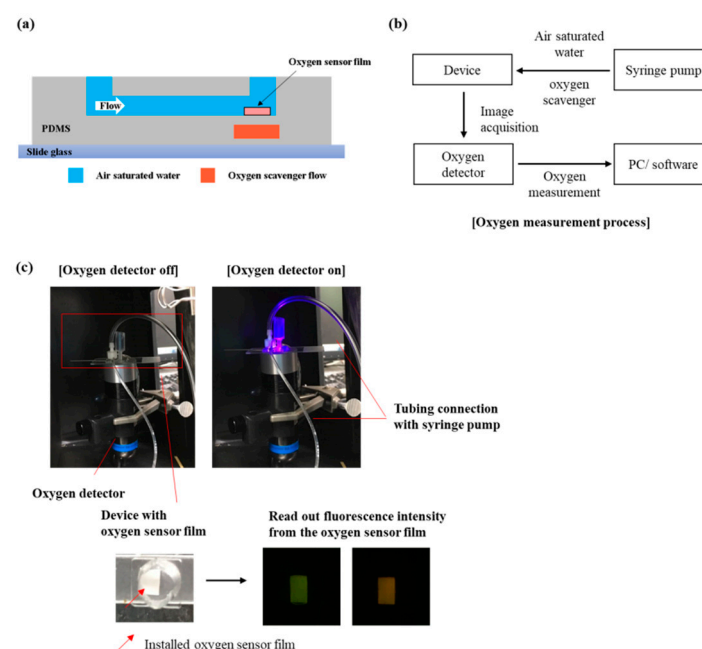 (a)
Oxygen sensor film
Flow
PDMS
Slide glass
Air saturated water
Oxygen scavenger flow
(b)
Air saturated
water
Device
Syringe pump
oxygen
scavenger
Image
acquisition
Oxygen
detector
PC/ software
Oxygen
measurement
[Oxygen measurement process]
(c)
[Oxygen detector off]
[Oxygen detector on]
Tubing connection
with syringe pump
Oxygen detector
Device with
oxygen sensor film
Read out fluorescence intensity
from the oxygen sensor film
Installed oxygen sensor film